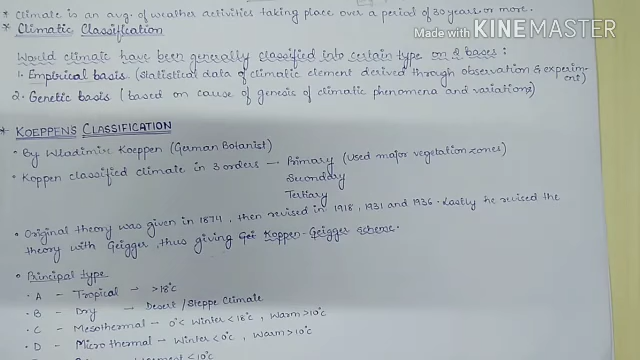 * Climate is an avg. of weather activities taking place over a period of 30 years or more.
Made with KINEMASTER
* Climatic Classification
World climatic have been generally classified into certain type on 2 bases :
1. Empirical basis (Statistical data of climatic element derived through observation & experiment)
2. Genetic basis (based on cause of genesis of climatic phenomena and variations)
* KOEPPEN'S CLASSIFICATION
• By Wladimir Koeppen (German Botanist)
• Koppen classified climate in 3 orders — Primary (Used major vegetation zones)
Secondary
Tertiary
• Original theory was given in 1874, then revised in 1918, 1931 and 1936. Lastly he revised the
theory with Geigger, thus giving Koppen-Geigger scheme.
• Principal type
• A - Tropical → >18°C
• B - Dry → Desert/Steppe Climate
• C - Mesothermal - 0°< Winter <18°C, Warm >10°C
• D - Microthermal - Winter <0°C, Warm >10°C
<10°C